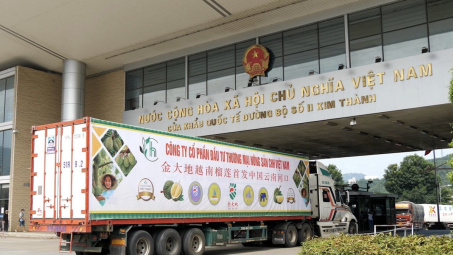 NƯỚC CỘNG HÒA XÃ HỘI CHỦ NGHĨA VIỆT NAM
CỬA KHẨU QUỐC TẾ ĐƯỜNG BỘ SỐ II KIM THÀNH
CÔNG TY CỔ PHẦN ĐẦU TƯ THƯƠNG MẠI NÔNG SẢN CNH VIỆT NAM
金大地越南榴莲首发中国云南河口